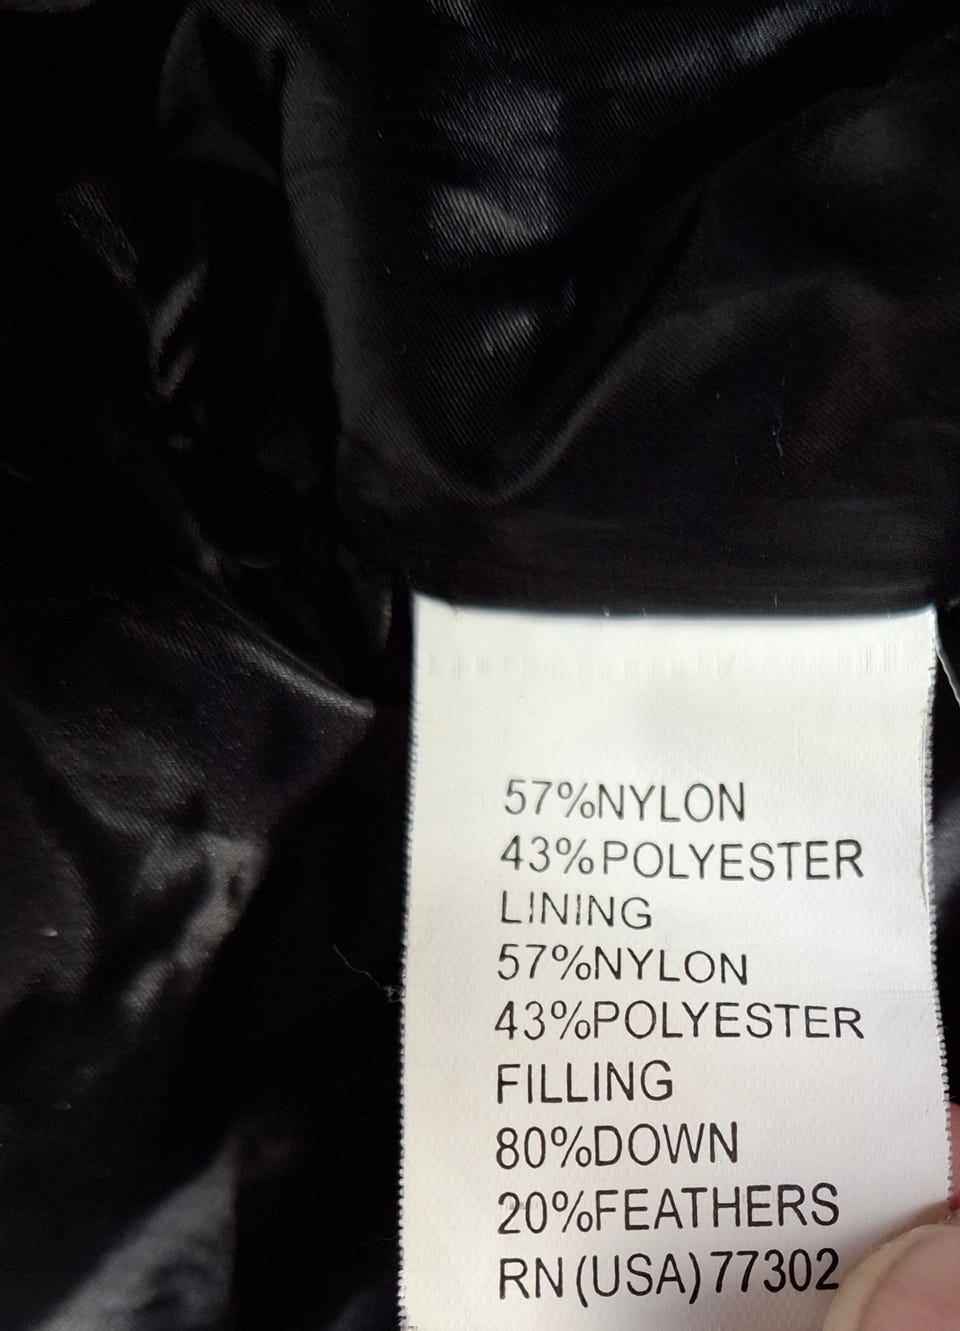 57%NYLON
43%POLYESTER
LINING
57%NYLON
43%POLYESTER
FILLING
80%DOWN
20%FEATHERS
RN(USA)77302